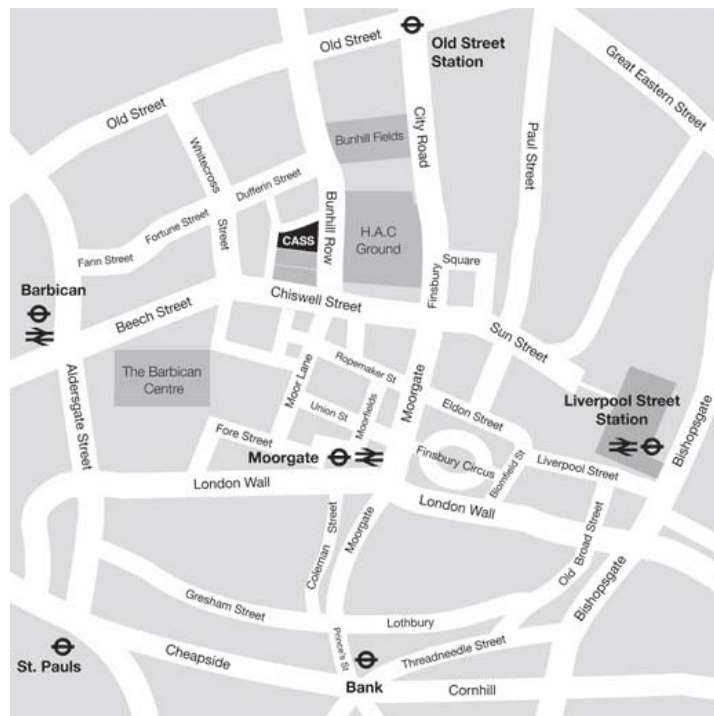 Old Street
Old Street
Station
Great Eastern Street
Old Street
Whitecross
Street
Bunhill Fields
City Road
Paul Street
Dufferin Street
Bunhill Row
Fortune Street
H.A.C
Ground
CASS
Fann Street
Finsbury
Square
Barbican
Chiswell Street
Beech Street
Sun Street
The Barbican
Centre
Ropemaker St
Moor Lane
Moorgate
Aldersgate Street
Union St
Moorfields
Eldon Street
Liverpool Street
Station
Bishopsgate
Fore Street
Moorgate
Finsbury Circus
Blomfield St
Liverpool Street
London Wall
London Wall
Coleman
Street
Moorgate
Old Broad Street
Bishopsgate
Gresham Street
Lothbury
Prince's St
Threadneedle Street
St. Pauls
Cheapside
Bank
Cornhill